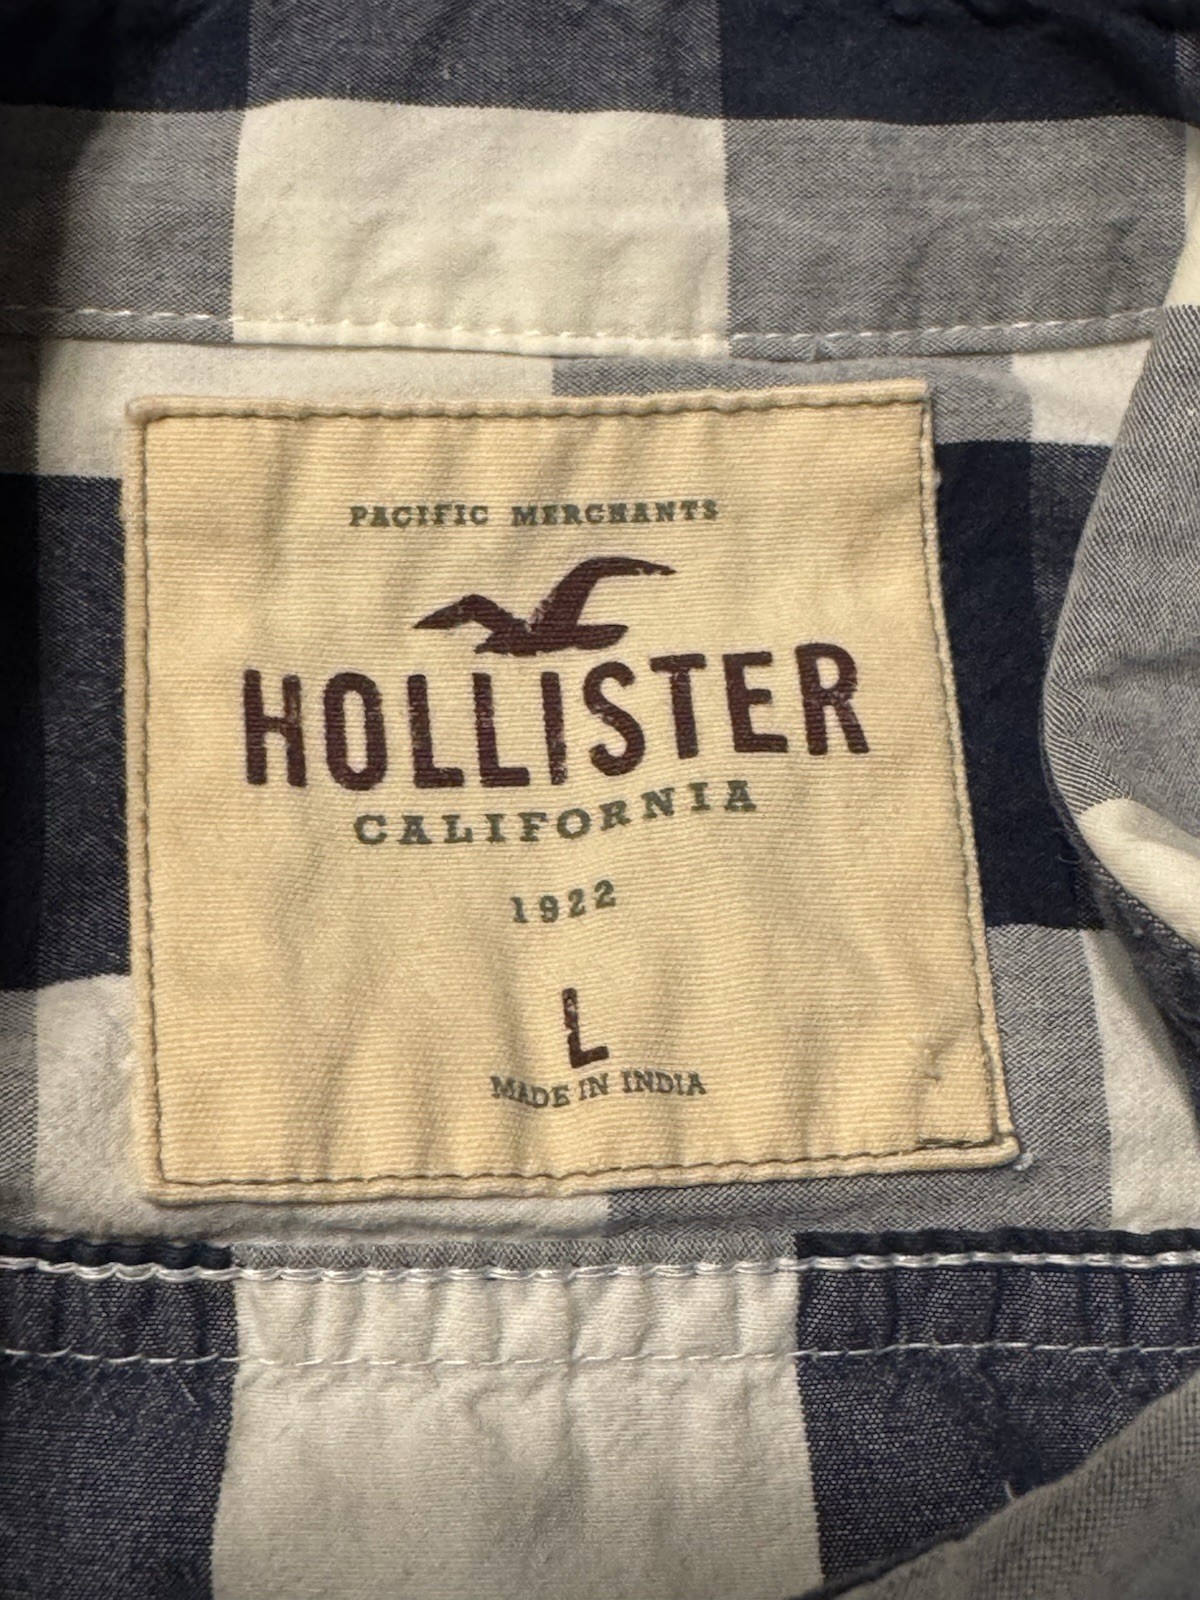 PACIFIC MERCHANTS
HOLLISTER
CALIFORNIA
1922
L
MADE IN INDIA